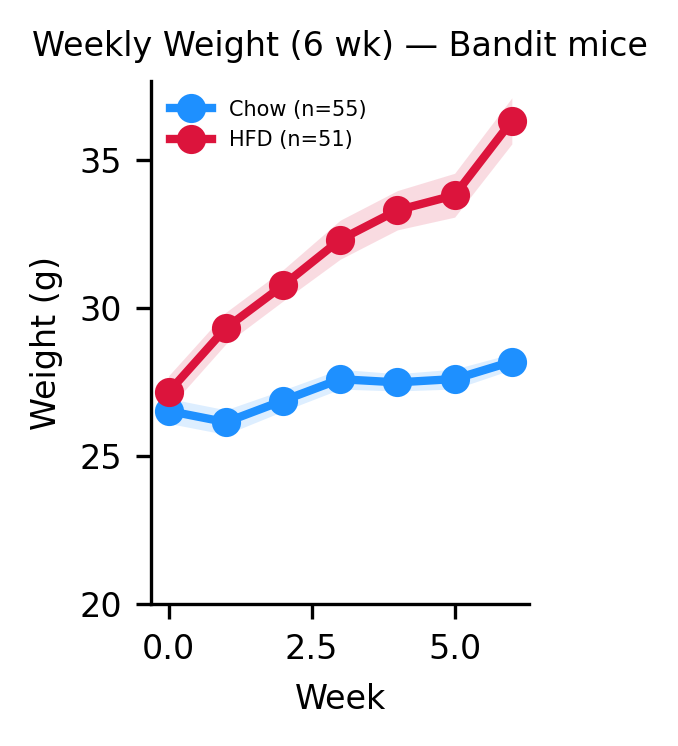 Weekly Weight (6 wk) — Bandit mice
Chow (n=55)
HFD (n=51)
Weight (g)
35
30
25
20
0.0 2.5 5.0
Week